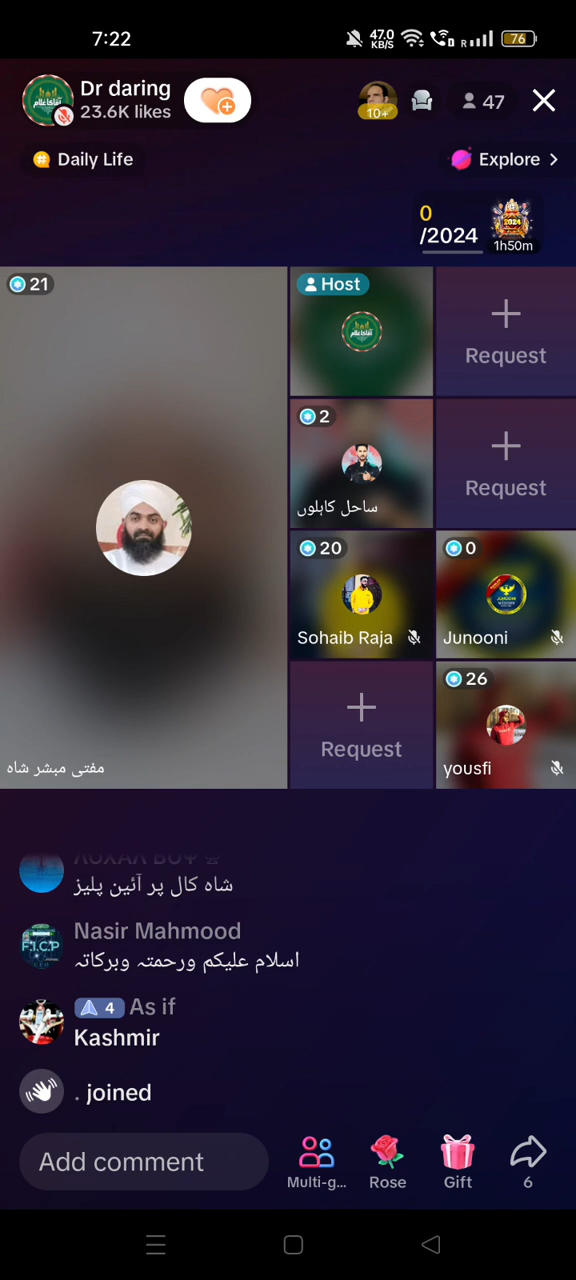 7:22
47.0
KB/S
R
76
Dr daring
23.6K likes
10+
47
Daily Life
Explore
0
/2024
2024
1h50m
21
Host
Request
2
ساحل کاہلوں
Request
20
Sohaib Raja
0
Junooni
Request
26
yousfi
مفتی مبشر شاہ
شاہ کال پر آئیں پلیز
Nasir Mahmood
F.I.C.P
اسلام علیکم ورحمتہ وبرکاتہ
4 As if
Kashmir
. joined
Add comment
Multi-g...
Rose
Gift
6